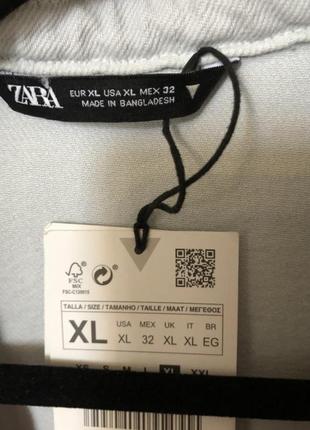 ZARA
EUR XL USA XL MEX 32
MADE IN BANGLADESH
FSC
MIX
TALLA / SIZE / TAMANHO / TAILLE / MAAT / ΜΕΓΕΘΟΣ
XL
USA MEX UK IT BR
XL 32 XL XL EG
XS S M L XL XXL